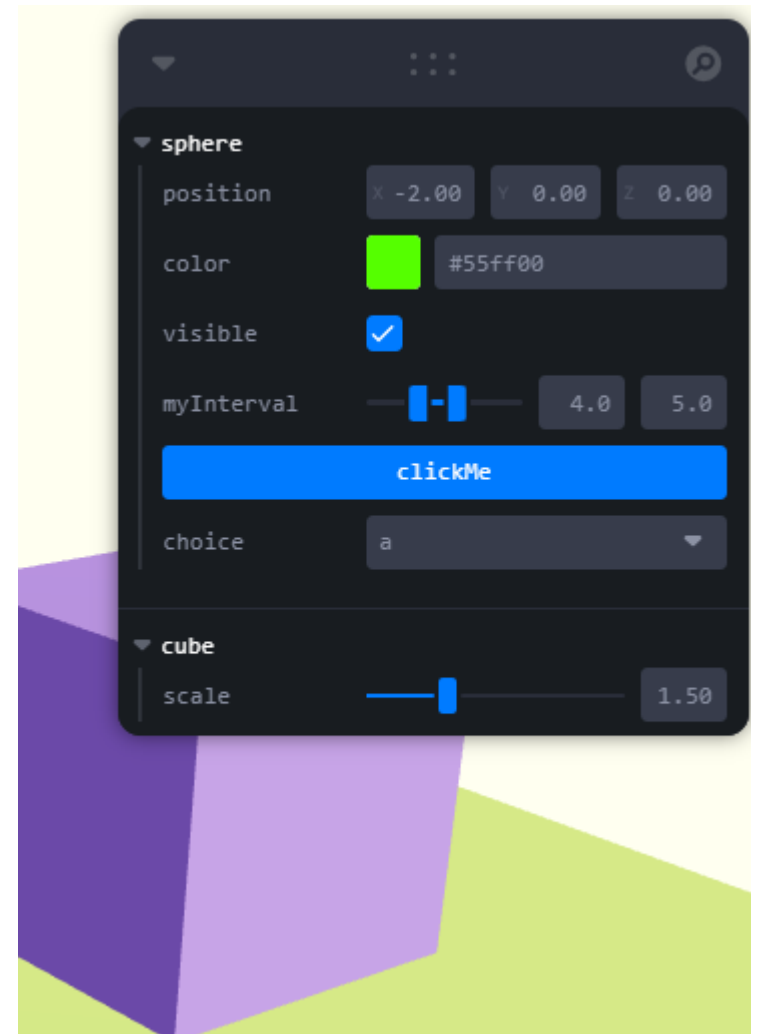 sphere
position X -2.00 Y 0.00 Z 0.00
color #55ff00
visible
myInterval 4.0 5.0
clickMe
choice a
cube
scale 1.50